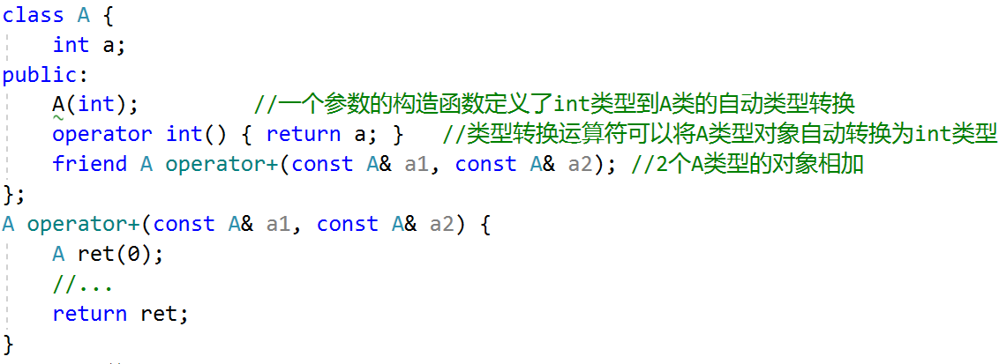 class A {
    int a;
public:
    A(int);          //一个参数的构造函数定义了int类型到A类的自动类型转换
    operator int() { return a; }   //类型转换运算符可以将A类型对象自动转换为int类型
    friend A operator+(const A& a1, const A& a2); //2个A类型的对象相加
};
A operator+(const A& a1, const A& a2) {
    A ret(0);
    //...
    return ret;
}